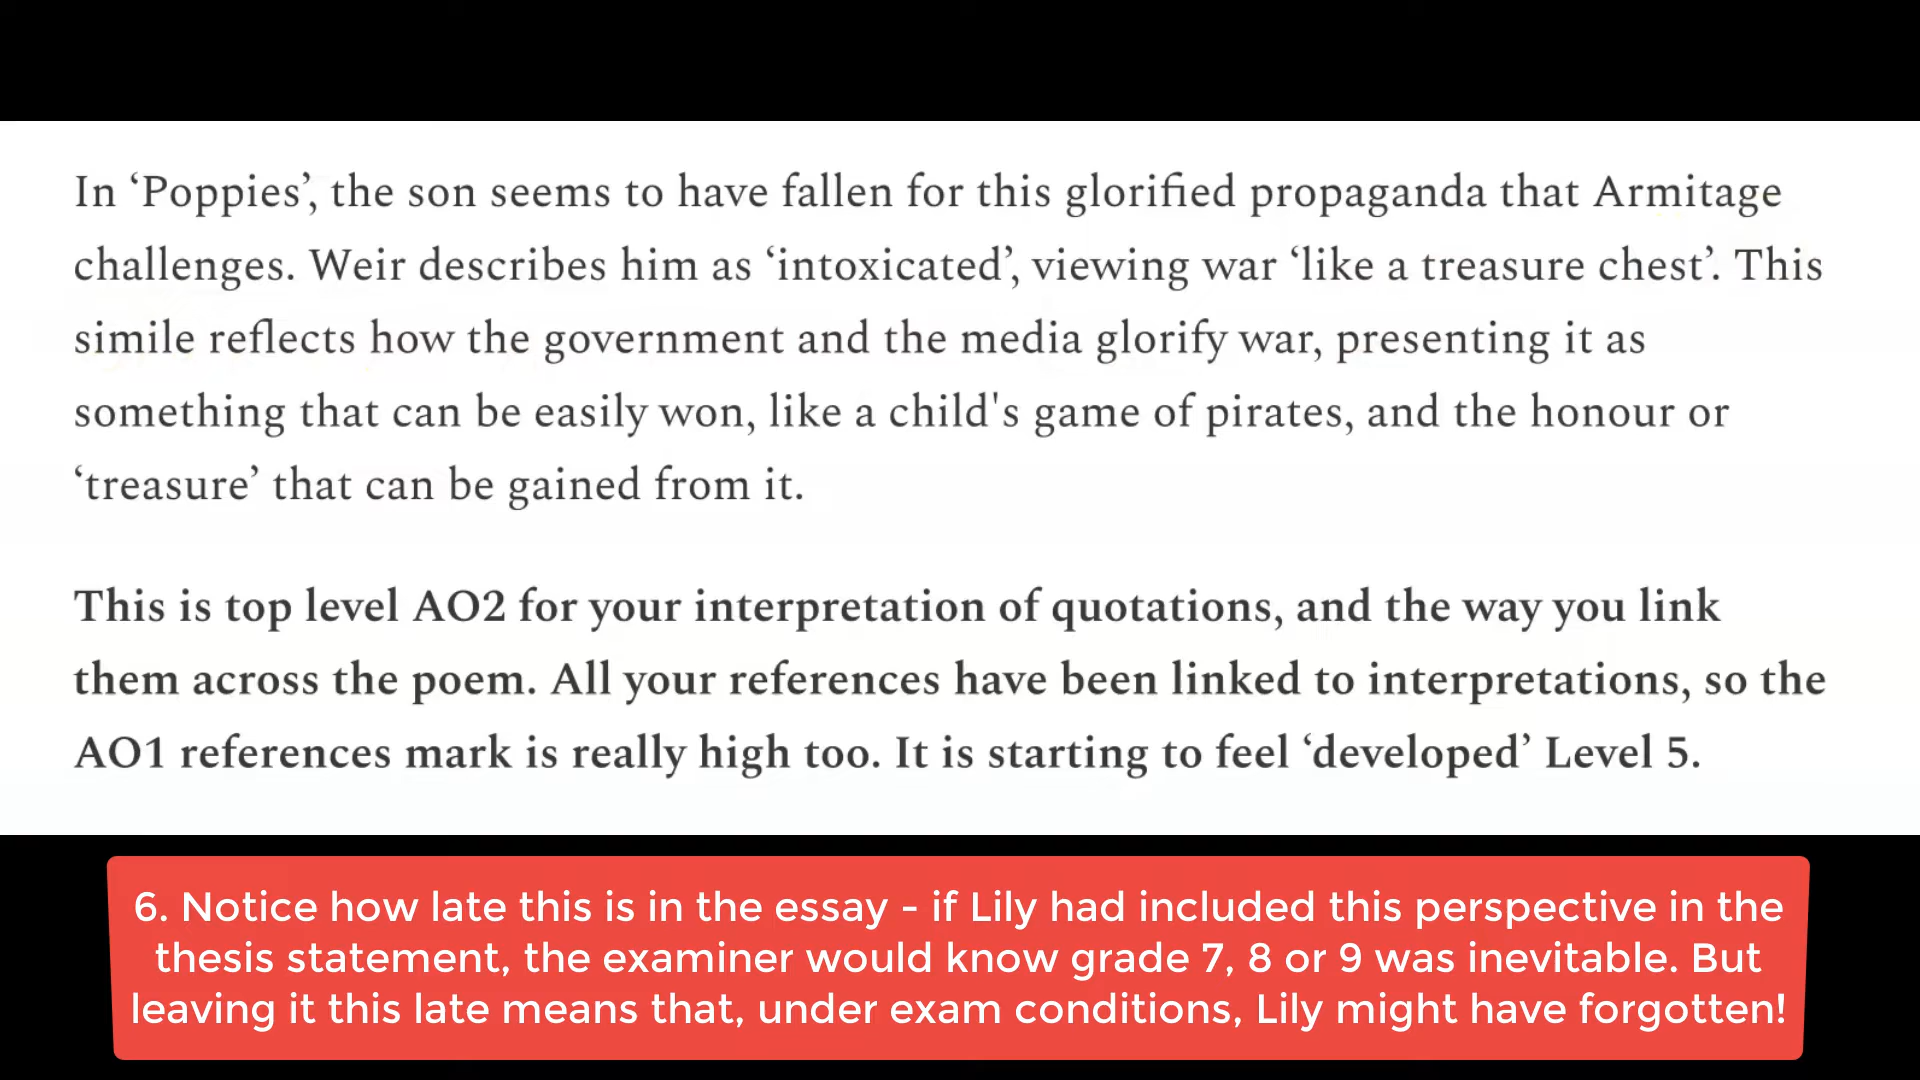 In ‘Poppies’, the son seems to have fallen for this glorified propaganda that Armitage
challenges. Weir describes him as ‘intoxicated’, viewing war ‘like a treasure chest’. This
simile reflects how the government and the media glorify war, presenting it as
something that can be easily won, like a child's game of pirates, and the honour or
‘treasure’ that can be gained from it.
This is top level AO2 for your interpretation of quotations, and the way you link
them across the poem. All your references have been linked to interpretations, so the
AO1 references mark is really high too. It is starting to feel ‘developed’ Level 5.
6. Notice how late this is in the essay - if Lily had included this perspective in the
thesis statement, the examiner would know grade 7, 8 or 9 was inevitable. But
leaving it this late means that, under exam conditions, Lily might have forgotten!